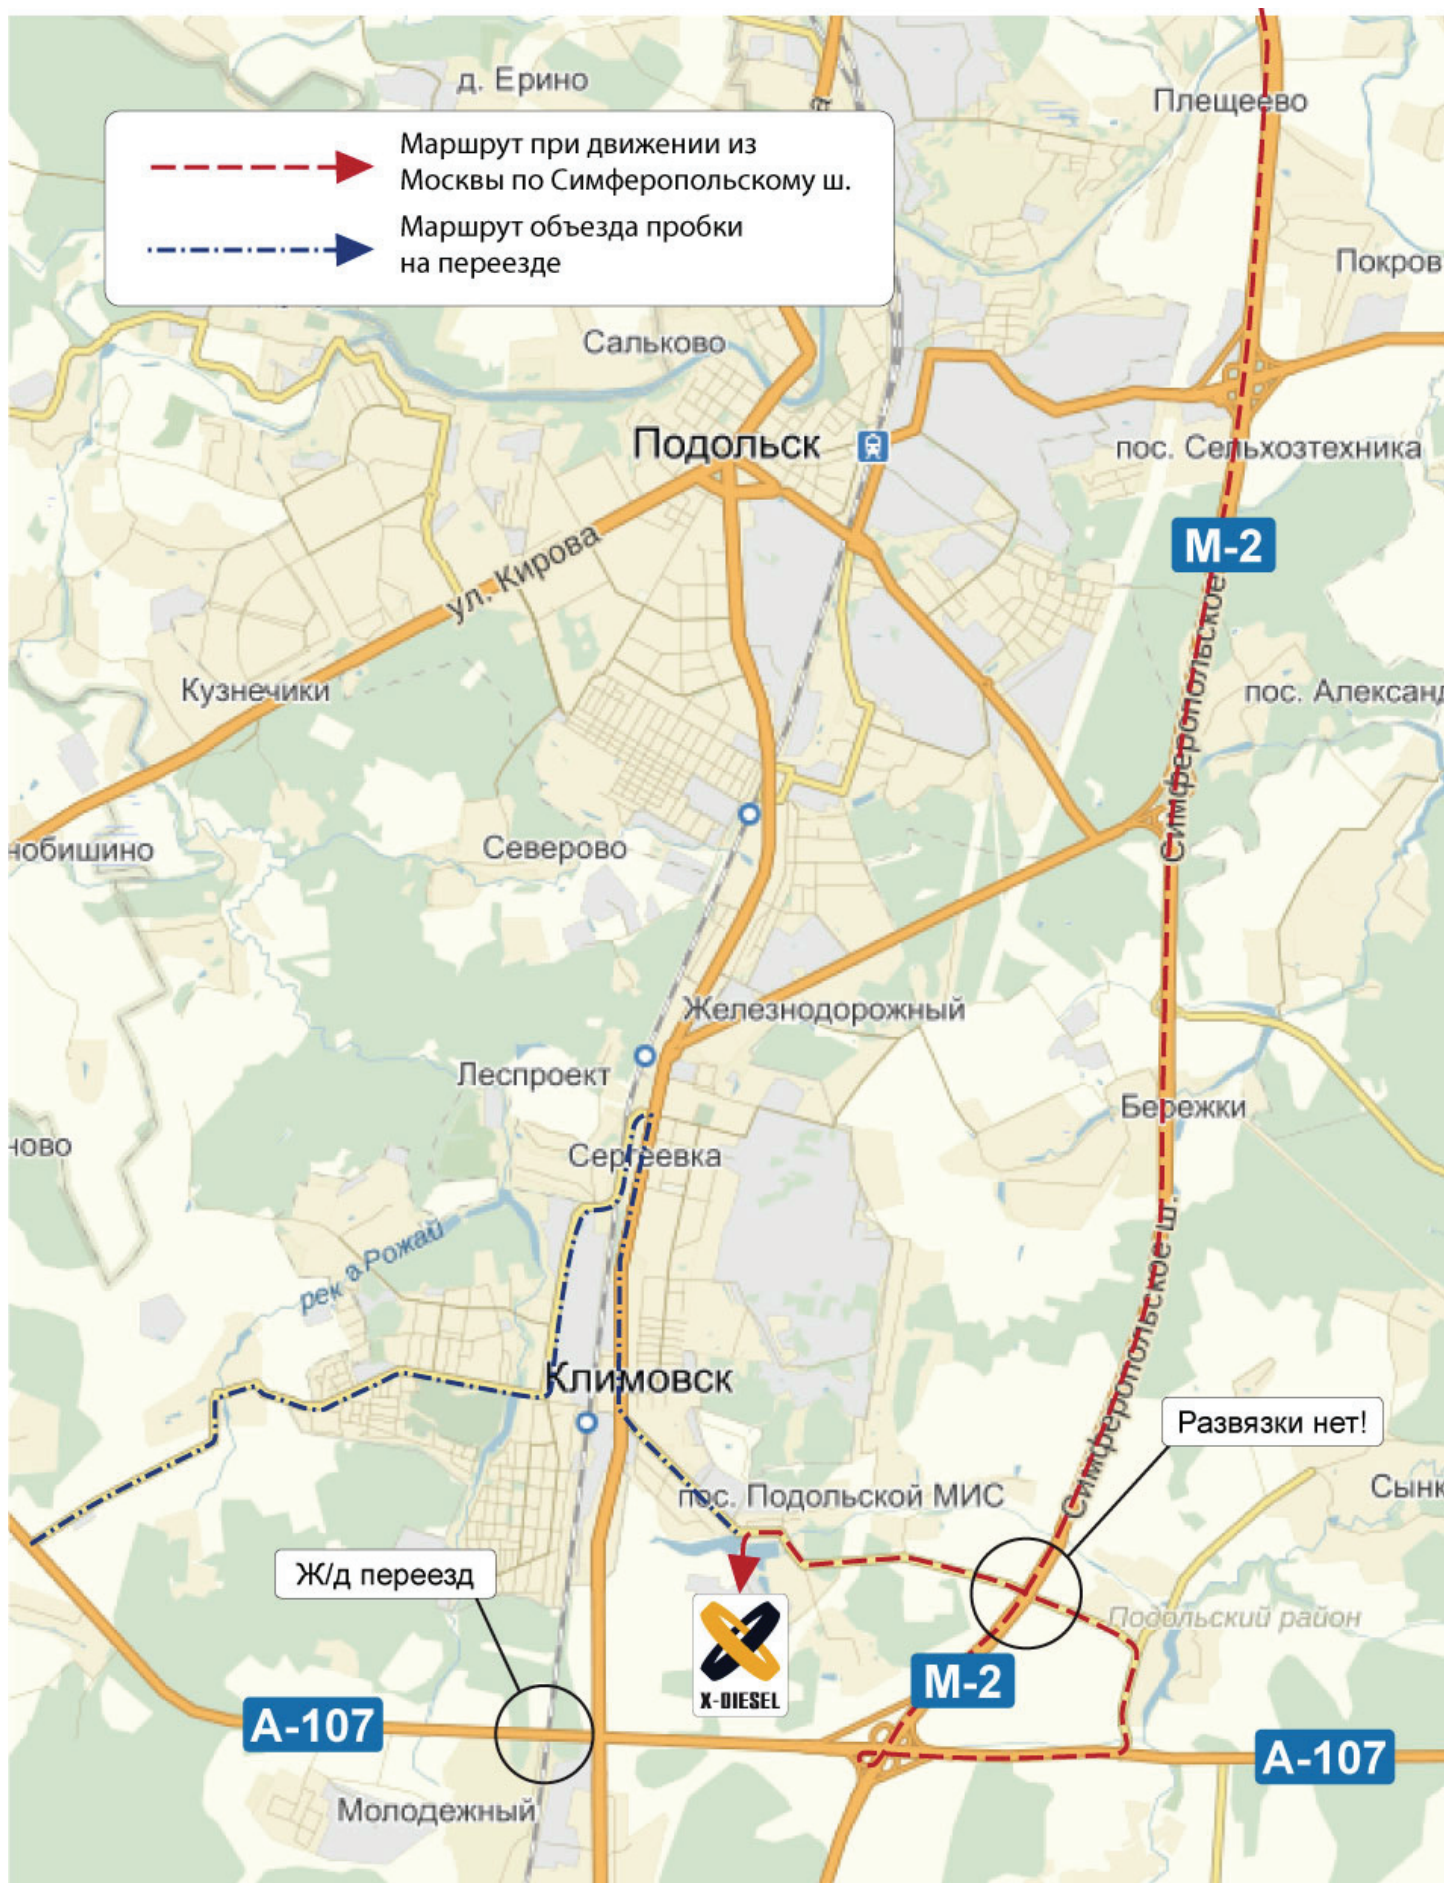 д. Ерино
Плещеево
Маршрут при движении из
Москвы по Симферопольскому ш.
Маршрут объезда пробки
на переезде
Покров
Сальково
Подольск
пос. Сельхозтехника
М-2
ул. Кирова
Симферопольское
Кузнечики
пос. Александ
нобишино
Северово
Железнодорожный
Леспроект
Бережки
ново
Сергеевка
рек а Рожай
Симферопольское ш.
Климовск
Развязки нет!
пос. Подольской МИС
Сынк
Ж/д переезд
Подольский район
X-DIESEL
М-2
А-107
А-107
Молодежный